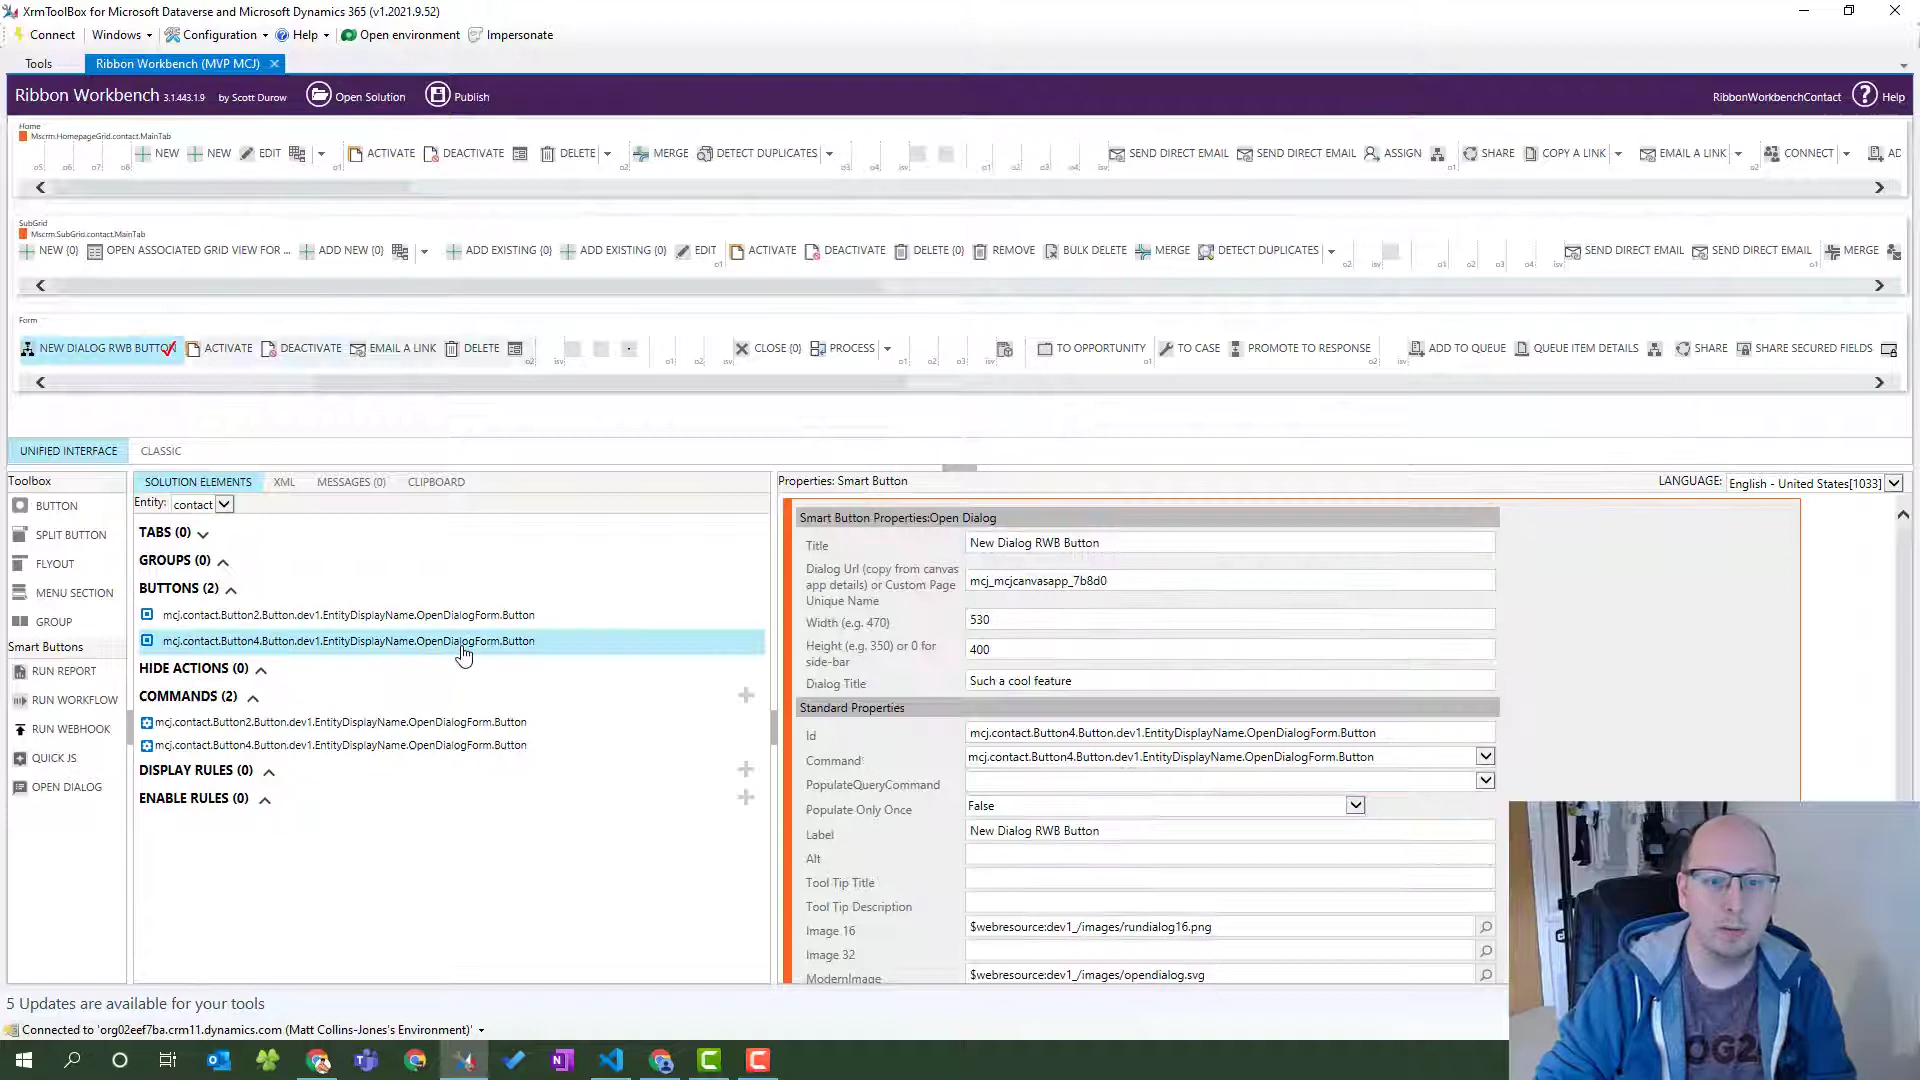 XrmToolBox for Microsoft Dataverse and Microsoft Dynamics 365 (v1.2021.9.52)
Connect Windows Configuration Help Open environment Impersonate
Tools Ribbon Workbench (MVP MCJ)
Ribbon Workbench 3.1.443.1.9 by Scott Durow Open Solution Publish RibbonWorkbenchContact Help
Home
Mscrm.HomepageGrid.contact.MainTab
NEW NEW EDIT ACTIVATE DEACTIVATE DELETE MERGE DETECT DUPLICATES SEND DIRECT EMAIL SEND DIRECT EMAIL ASSIGN SHARE COPY A LINK EMAIL A LINK CONNECT AD
SubGrid
Mscrm.SubGrid.contact.MainTab
NEW {0} OPEN ASSOCIATED GRID VIEW FOR ... ADD NEW {0} ADD EXISTING {0} ADD EXISTING {0} EDIT ACTIVATE DEACTIVATE DELETE {0} REMOVE BULK DELETE MERGE DETECT DUPLICATES SEND DIRECT EMAIL SEND DIRECT EMAIL MERGE
Form
NEW DIALOG RWB BUTTON ACTIVATE DEACTIVATE EMAIL A LINK DELETE CLOSE {0} PROCESS TO OPPORTUNITY TO CASE PROMOTE TO RESPONSE ADD TO QUEUE QUEUE ITEM DETAILS SHARE SHARE SECURED FIELDS
UNIFIED INTERFACE CLASSIC
Toolbox
BUTTON
SPLIT BUTTON
FLYOUT
MENU SECTION
GROUP
Smart Buttons
RUN REPORT
RUN WORKFLOW
RUN WEBHOOK
QUICK JS
OPEN DIALOG
SOLUTION ELEMENTS XML MESSAGES (0) CLIPBOARD
Entity: contact
TABS (0)
GROUPS (0)
BUTTONS (2)
mcj.contact.Button2.Button.dev1.EntityDisplayName.OpenDialogForm.Button
mcj.contact.Button4.Button.dev1.EntityDisplayName.OpenDialogForm.Button
HIDE ACTIONS (0)
COMMANDS (2)
mcj.contact.Button2.Button.dev1.EntityDisplayName.OpenDialogForm.Button
mcj.contact.Button4.Button.dev1.EntityDisplayName.OpenDialogForm.Button
DISPLAY RULES (0)
ENABLE RULES (0)
Properties: Smart Button LANGUAGE: English - United States[1033]
Smart Button Properties:Open Dialog
Title New Dialog RWB Button
Dialog Url (copy from canvas
app details) or Custom Page mcj_mcjcanvasapp_7b8d0
Unique Name
Width (e.g. 470) 530
Height (e.g. 350) or 0 for 400
side-bar
Dialog Title Such a cool feature
Standard Properties
Id mcj.contact.Button4.Button.dev1.EntityDisplayName.OpenDialogForm.Button
Command: mcj.contact.Button4.Button.dev1.EntityDisplayName.OpenDialogForm.Button
PopulateQueryCommand
Populate Only Once False
Label New Dialog RWB Button
Alt
Tool Tip Title
Tool Tip Description
Image 16 $webresource:dev1_/images/rundialog16.png
Image 32
ModernImage $webresource:dev1_/images/opendialog.svg
5 Updates are available for your tools
Connected to 'org02eef7ba.crm11.dynamics.com (Matt Collins-Jones's Environment)'